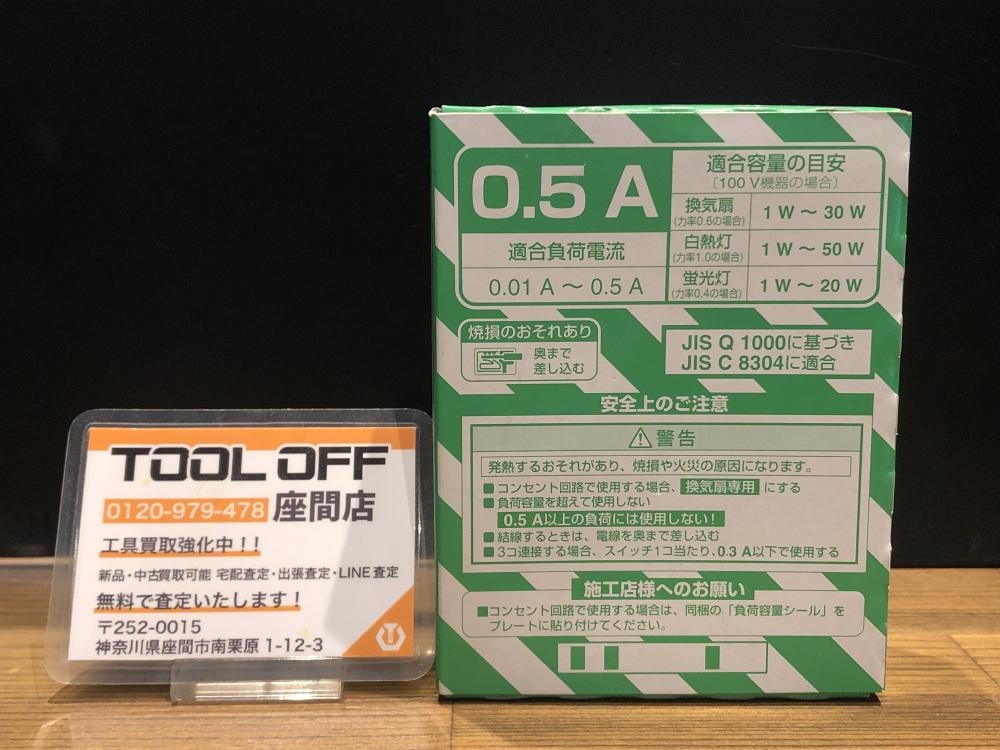 0.5 A
適合負荷電流
0.01 A ～ 0.5 A
適合容量の目安
〔100 V機器の場合〕
換気扇
(力率0.6の場合)
1 W ～ 30 W
白熱灯
(力率1.0の場合)
1 W ～ 50 W
蛍光灯
(力率0.4の場合)
1 W ～ 20 W
焼損のおそれあり
奥まで
差し込む
JIS Q 1000に基づき
JIS C 8304に適合
安全上のご注意
警告
発熱するおそれがあり、焼損や火災の原因になります。
■コンセント回路で使用する場合、換気扇専用にする
■負荷容量を超えて使用しない
0.5 A以上の負荷には使用しない！
■結線するときは、電線を奥まで差し込む
■3コ連接する場合、スイッチ1コ当たり、0.3 A以下で使用する
施工店様へのお願い
■コンセント回路で使用する場合は、同梱の「負荷容量シール」を
プレートに貼り付けてください。
TOOL OFF
0120-979-478 座間店
工具買取強化中！！
新品・中古買取可能 宅配査定・出張査定・LINE査定
無料で査定いたします！
〒252-0015
神奈川県座間市南栗原 1-12-3